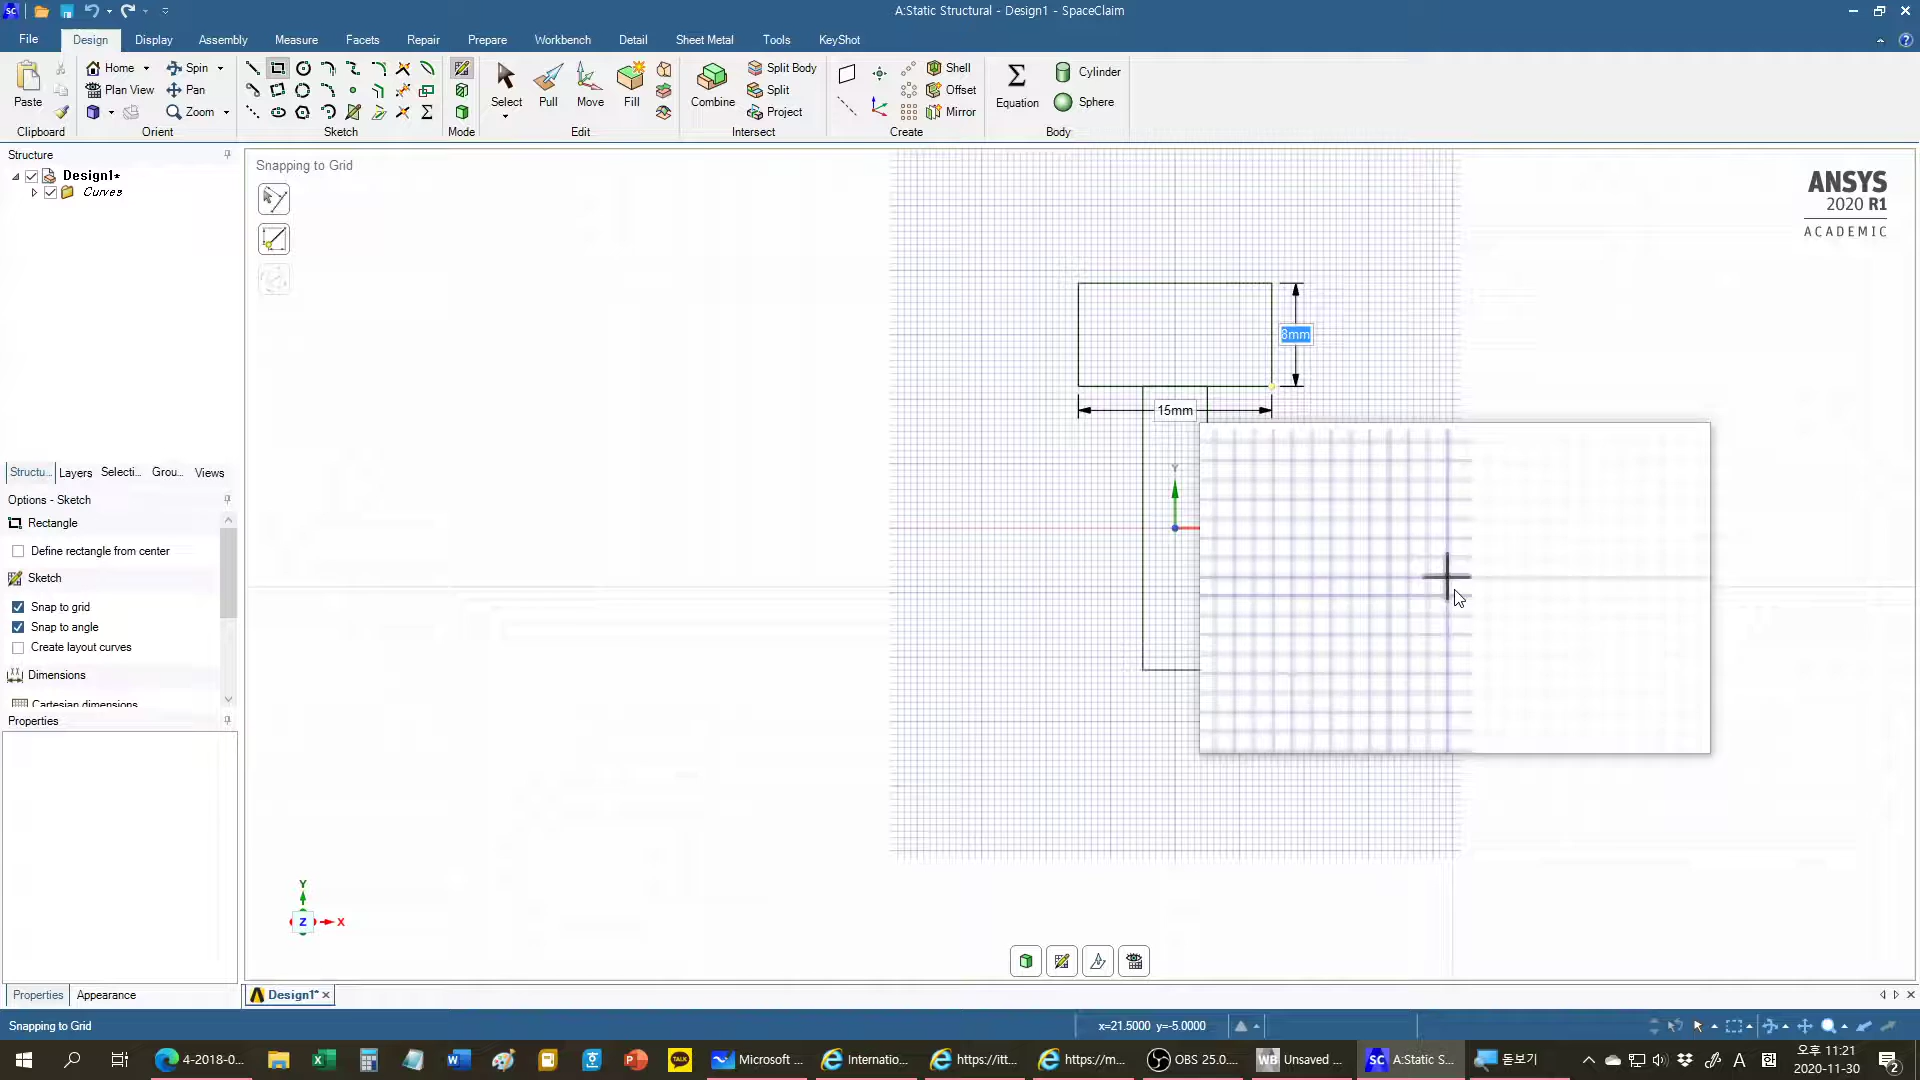 A:Static Structural - Design1 - SpaceClaim
File Design Display Assembly Measure Facets Repair Prepare Workbench Detail Sheet Metal Tools KeyShot
Home Spin Split Body Shell Cylinder
Plan View Pan Split Offset
Paste Zoom Select Pull Move Fill Combine Project Mirror Equation Sphere
Clipboard Orient Sketch Mode Edit Intersect Create Body
Structure
Design1*
Curves
Snapping to Grid
ANSYS
2020 R1
ACADEMIC
8mm
15mm
Y
Structu... Layers Selecti... Grou... Views
Options - Sketch
Rectangle
Define rectangle from center
Sketch
Snap to grid
Snap to angle
Create layout curves
Dimensions
Cartesian dimensions
Properties
Y
Z X
Properties Appearance
Design1*
Snapping to Grid
x=21.5000 y=-5.0000
4-2018-0... TALK Microsoft ... Internatio... https://itt... https://m... OBS 25.0.... WB Unsaved ... SC A:Static S... 돋보기 A 오후 11:21
2020-11-30
2